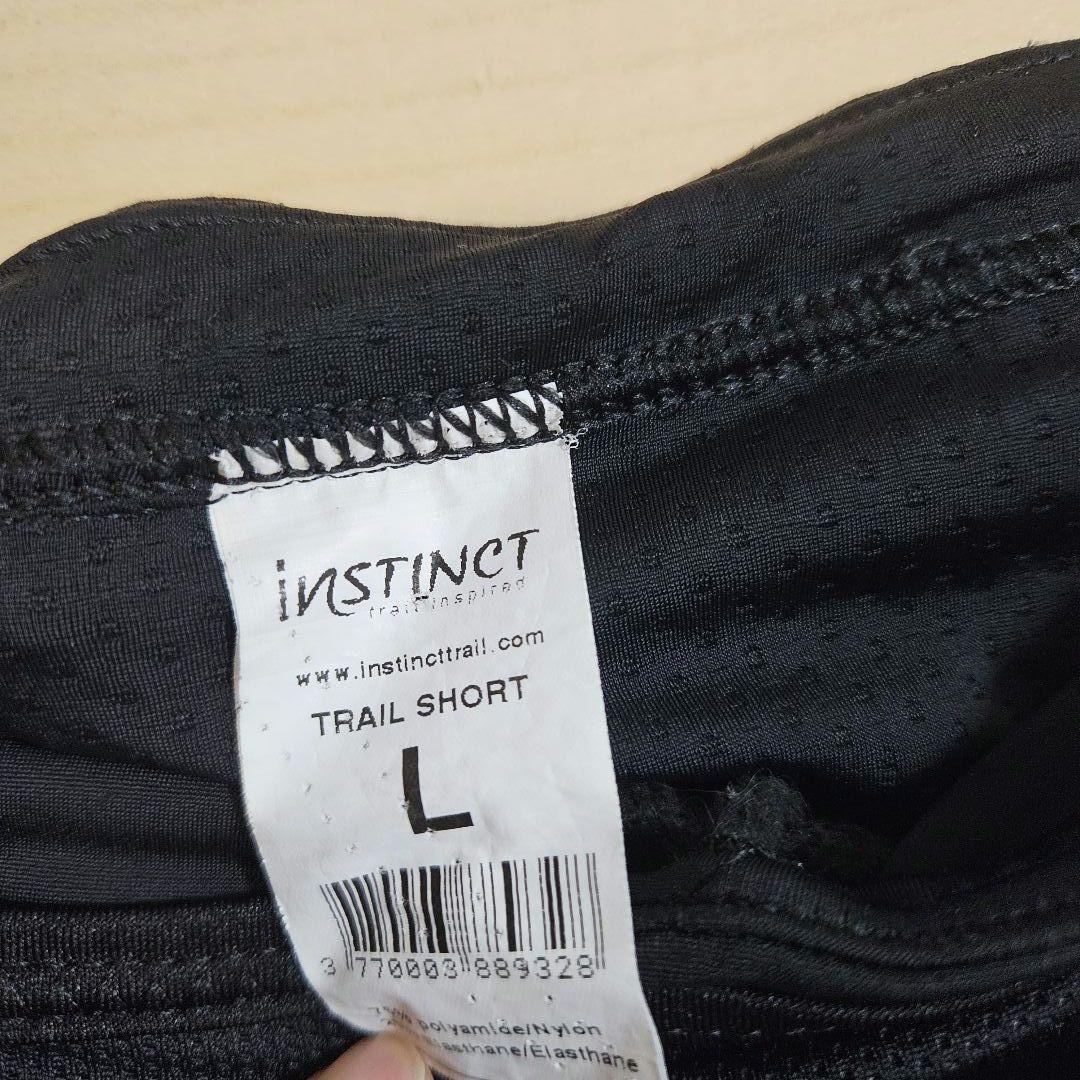 iNSTINCT
trail inspired
www.instincttrail.com
TRAIL SHORT
L
3 770003 889328
polyamide/Nylon
Elasthane/Elasthane